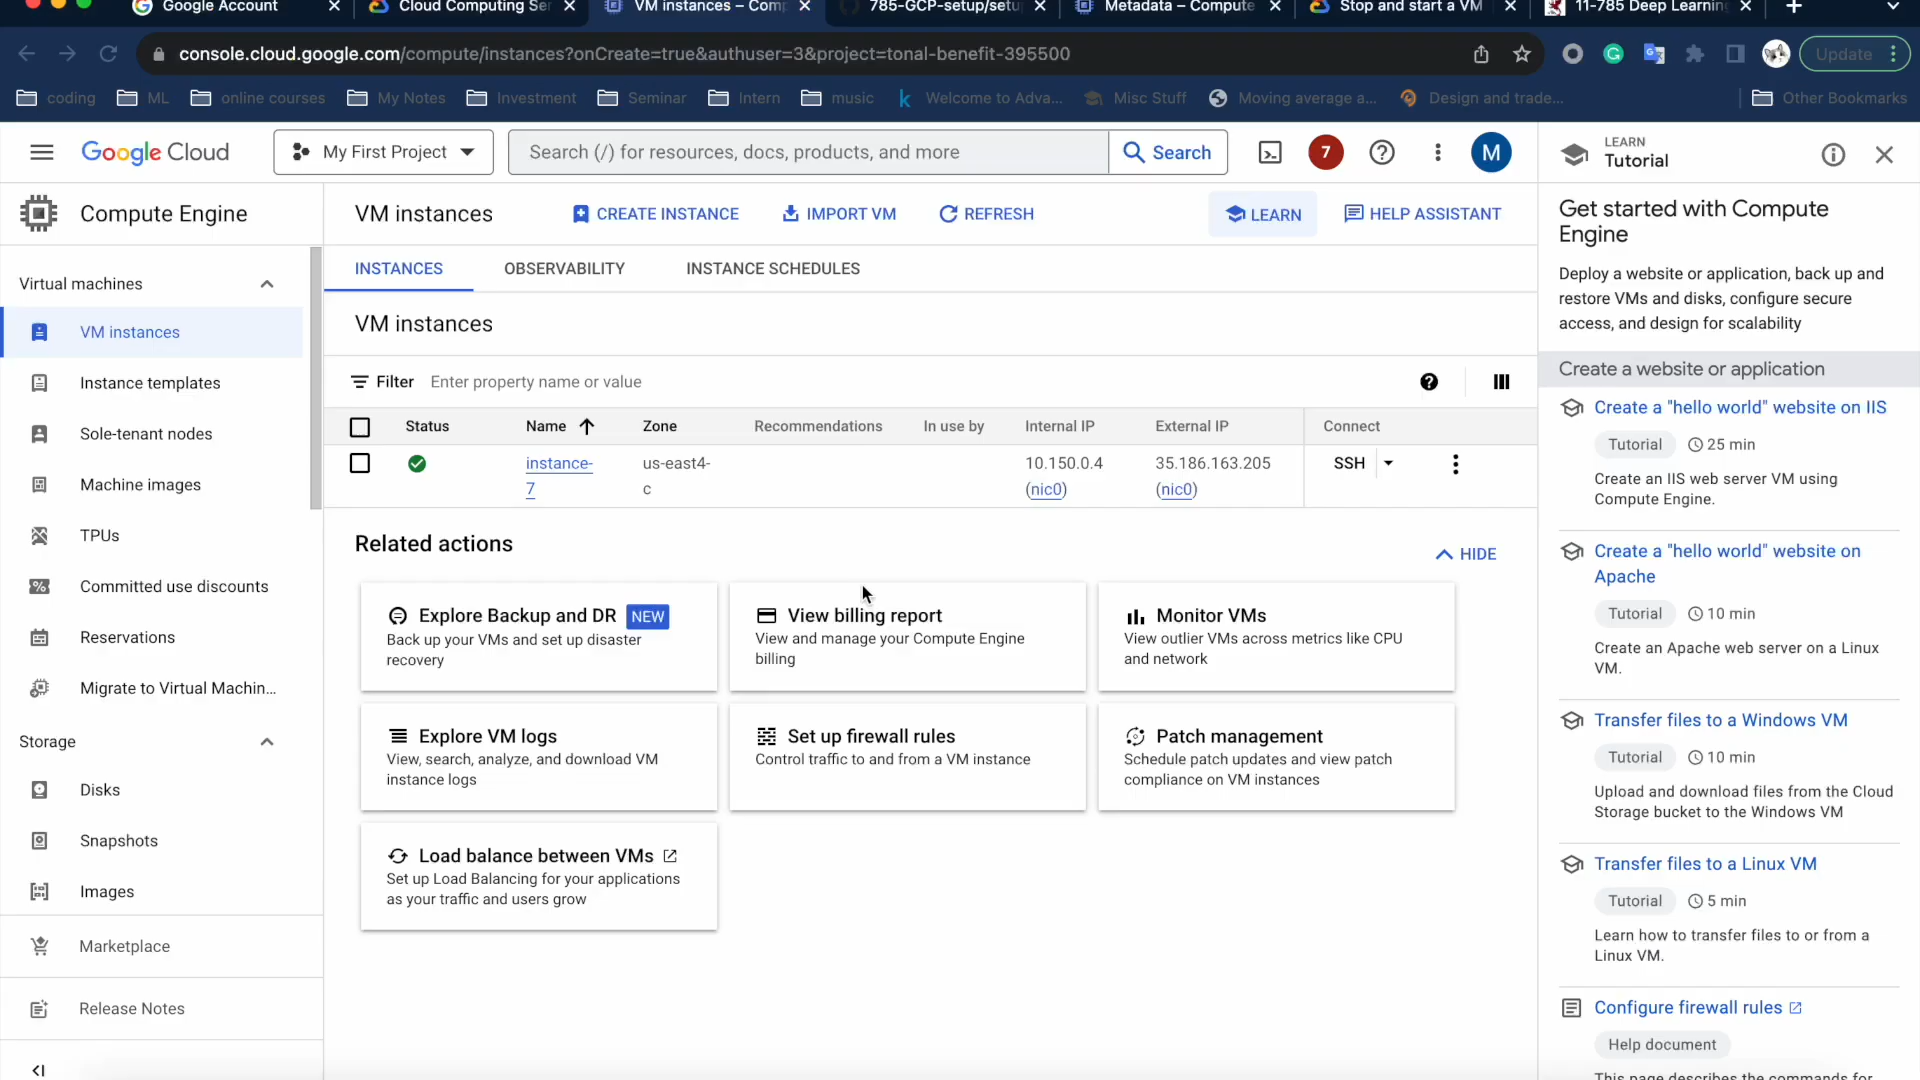 Google Account
Cloud Computing Ser
VM instances – Comp
785-GCP-setup/setu
Metadata – Compute
Stop and start a VM
11-785 Deep Learning
console.cloud.google.com/compute/instances?onCreate=true&authuser=3&project=tonal-benefit-395500
Update
coding
ML
online courses
My Notes
Investment
Seminar
Intern
music
Welcome to Adva...
Misc Stuff
Moving average a...
Design and trade...
Other Bookmarks
Google Cloud
My First Project
Search (/) for resources, docs, products, and more
Search
7
M
LEARN
Tutorial
Compute Engine
VM instances
CREATE INSTANCE
IMPORT VM
REFRESH
LEARN
HELP ASSISTANT
Virtual machines
VM instances
Instance templates
Sole-tenant nodes
Machine images
TPUs
Committed use discounts
Reservations
Migrate to Virtual Machin...
Storage
Disks
Snapshots
Images
Marketplace
Release Notes
INSTANCES
OBSERVABILITY
INSTANCE SCHEDULES
VM instances
Filter
Enter property name or value
Status
Name
Zone
Recommendations
In use by
Internal IP
External IP
Connect
instance-
7
us-east4-
c
10.150.0.4
(nic0)
35.186.163.205
(nic0)
SSH
Related actions
HIDE
Explore Backup and DR NEW
Back up your VMs and set up disaster
recovery
View billing report
View and manage your Compute Engine
billing
Monitor VMs
View outlier VMs across metrics like CPU
and network
Explore VM logs
View, search, analyze, and download VM
instance logs
Set up firewall rules
Control traffic to and from a VM instance
Patch management
Schedule patch updates and view patch
compliance on VM instances
Load balance between VMs
Set up Load Balancing for your applications
as your traffic and users grow
Get started with Compute
Engine
Deploy a website or application, back up and
restore VMs and disks, configure secure
access, and design for scalability
Create a website or application
Create a "hello world" website on IIS
Tutorial
25 min
Create an IIS web server VM using
Compute Engine.
Create a "hello world" website on
Apache
Tutorial
10 min
Create an Apache web server on a Linux
VM.
Transfer files to a Windows VM
Tutorial
10 min
Upload and download files from the Cloud
Storage bucket to the Windows VM
Transfer files to a Linux VM
Tutorial
5 min
Learn how to transfer files to or from a
Linux VM.
Configure firewall rules
Help document
This page describes the commands for